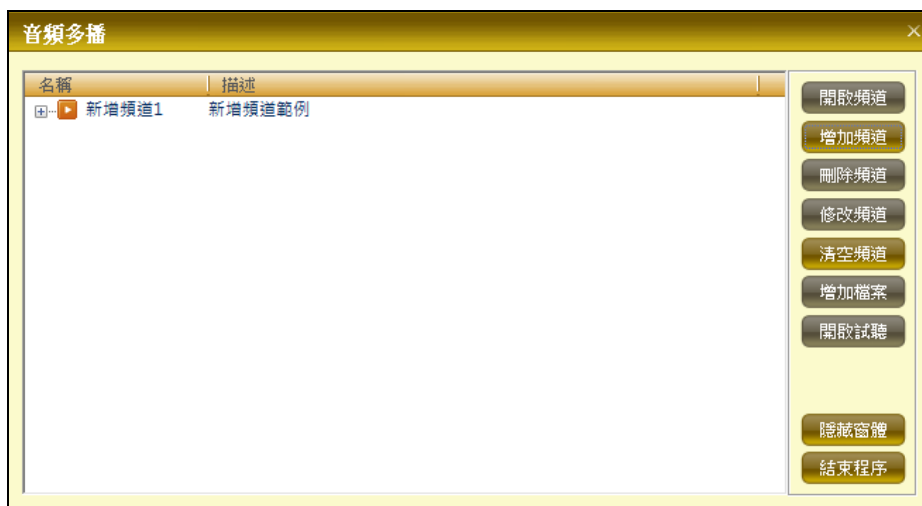 音頻多播
名稱 描述
新增頻道1 新增頻道範例
開啟頻道
增加頻道
刪除頻道
修改頻道
清空頻道
增加檔案
開啟試聽
隱藏窗體
結束程序